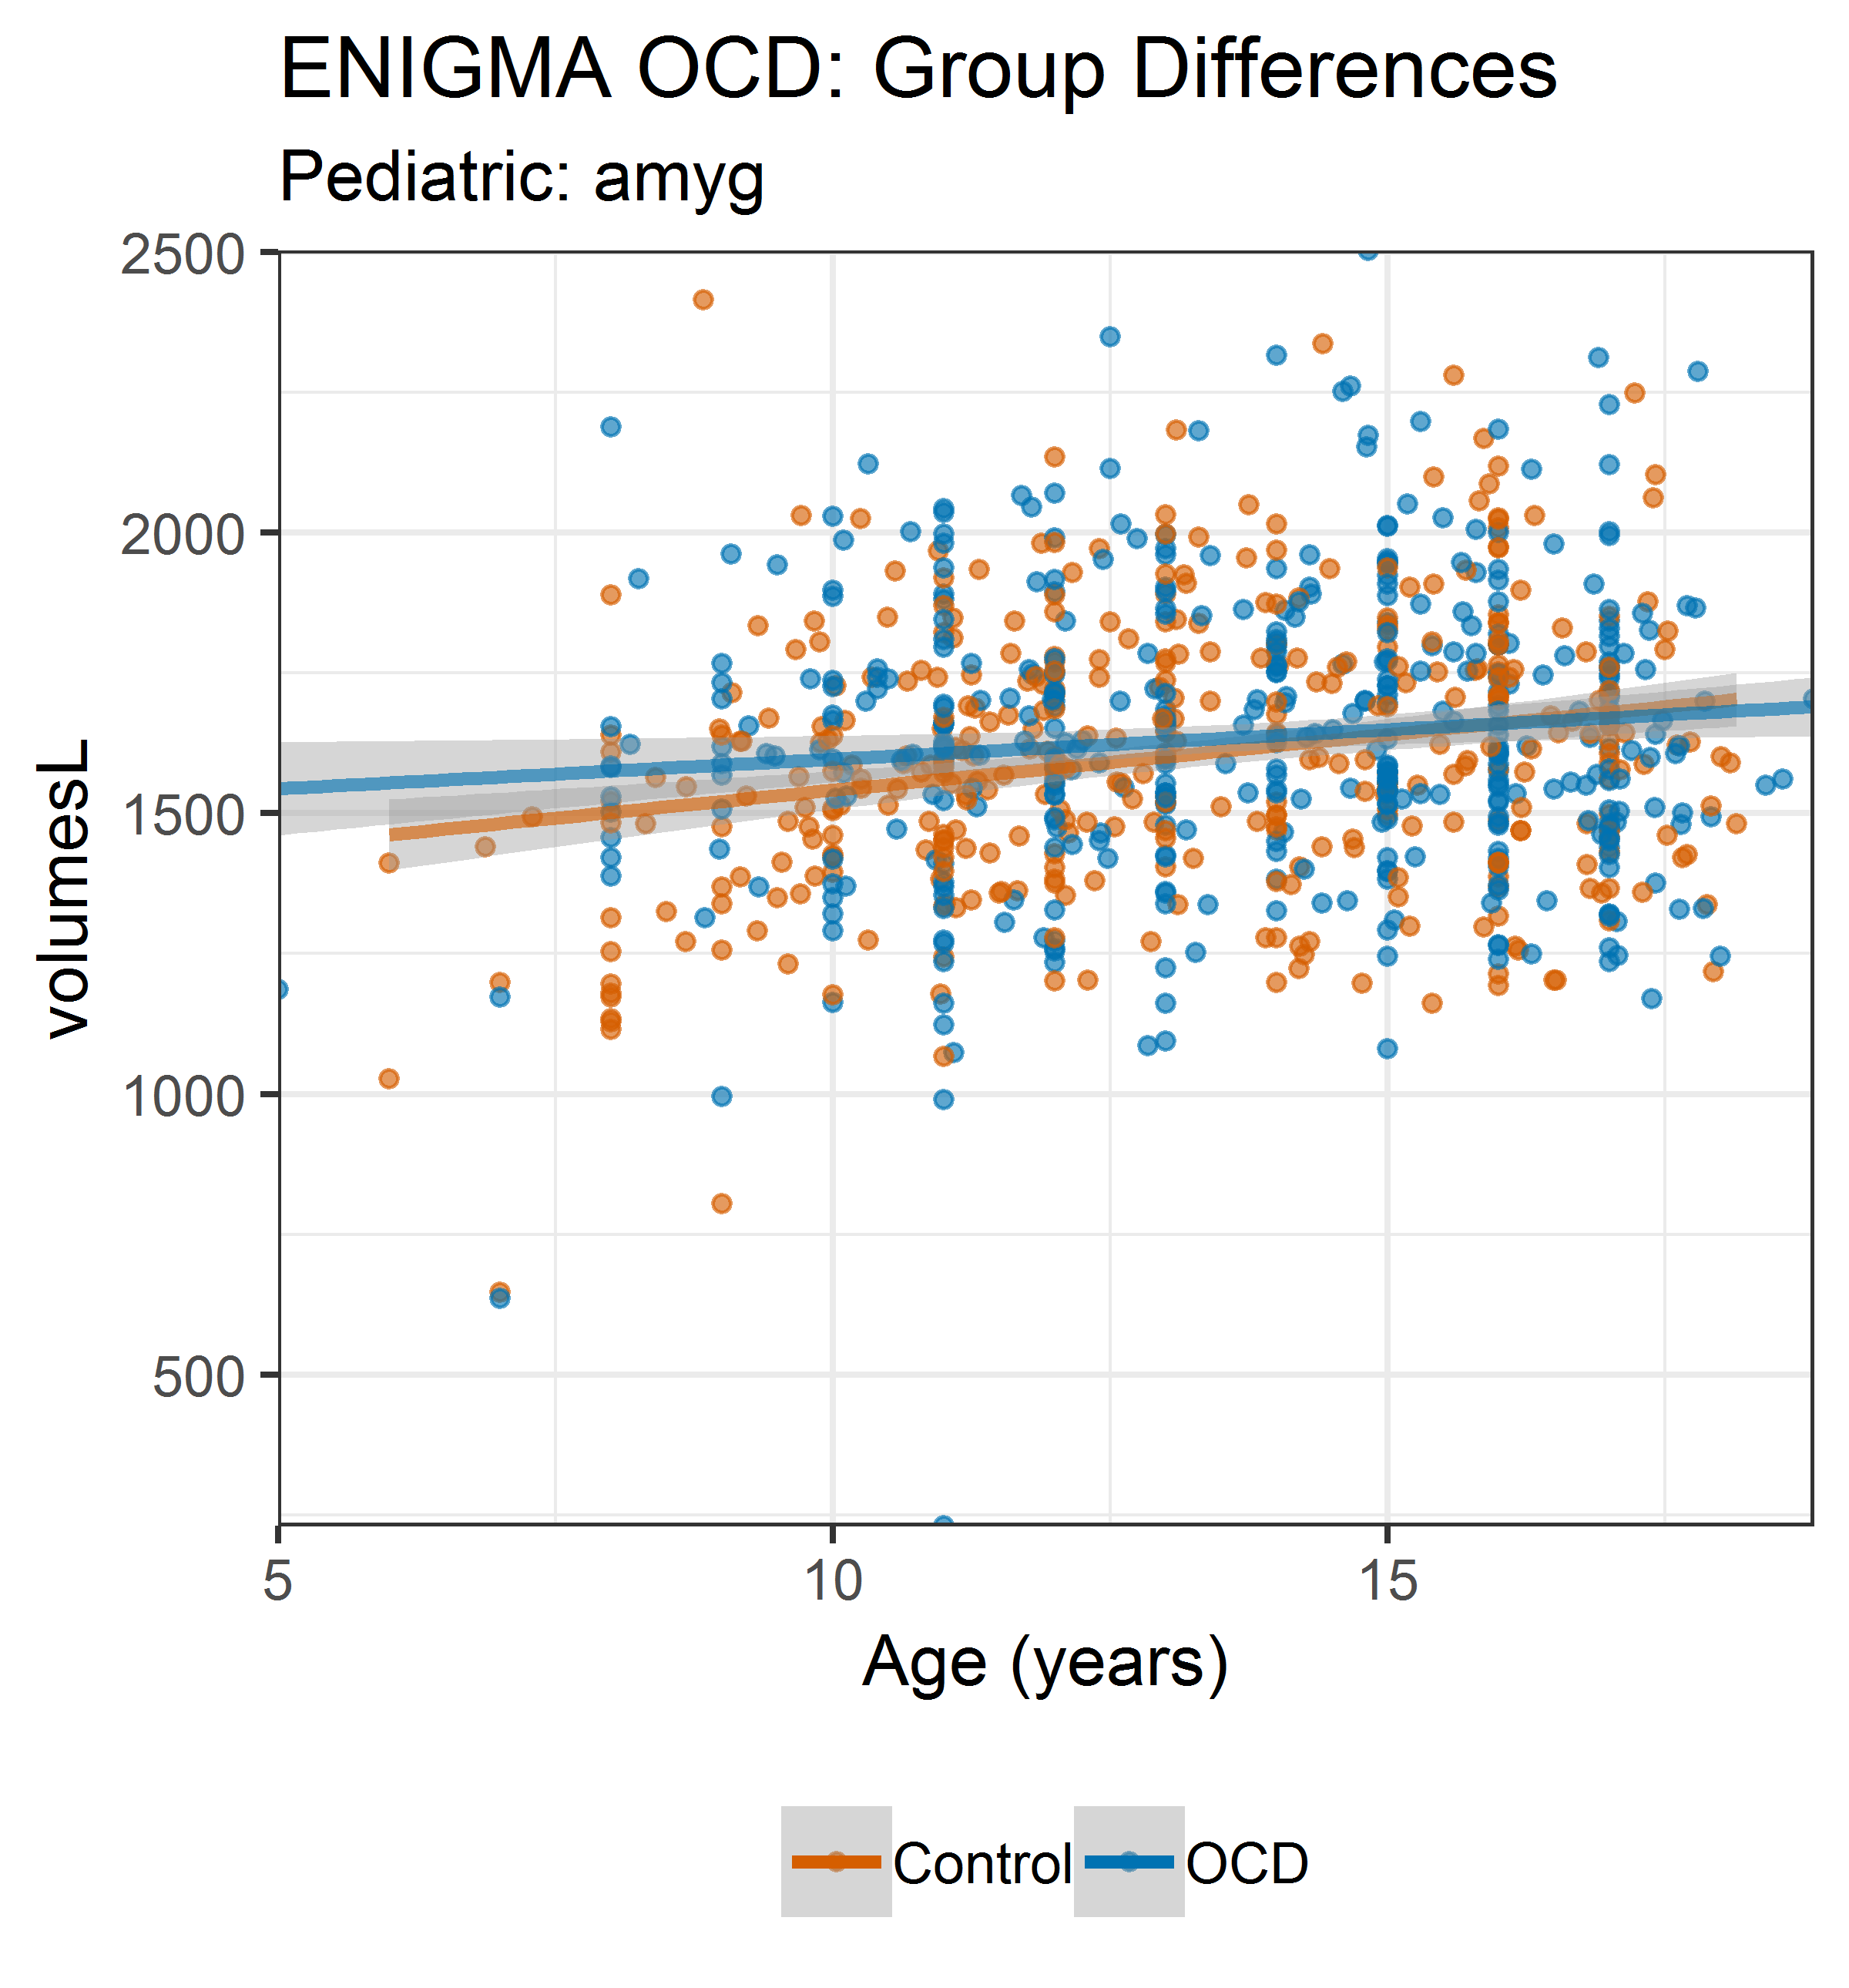 ENIGMA OCD: Group Differences
Pediatric: amyg
2500
2000
1500
1000
500
volumesL
5 10 15
Age (years)
Control OCD